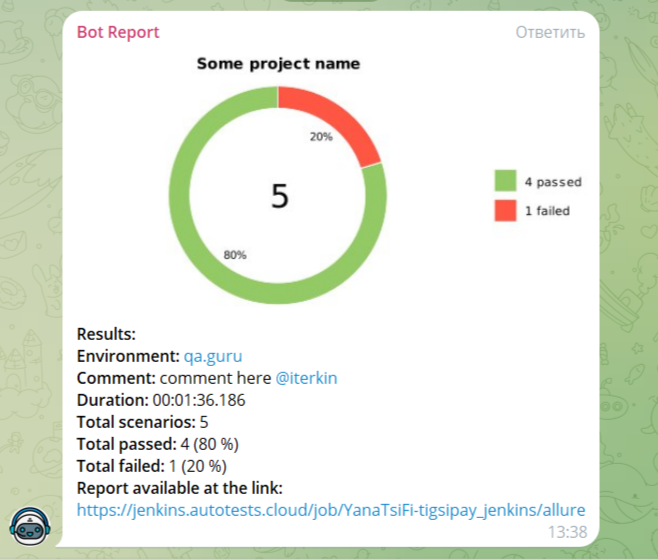 Bot Report
Ответить
Some project name
20%
5
4 passed
1 failed
80%
Results:
Environment: qa.guru
Comment: comment here @iterkin
Duration: 00:01:36.186
Total scenarios: 5
Total passed: 4 (80 %)
Total failed: 1 (20 %)
Report available at the link:
https://jenkins.autotests.cloud/job/YanaTsiFi-tigsipay_jenkins/allure
13:38